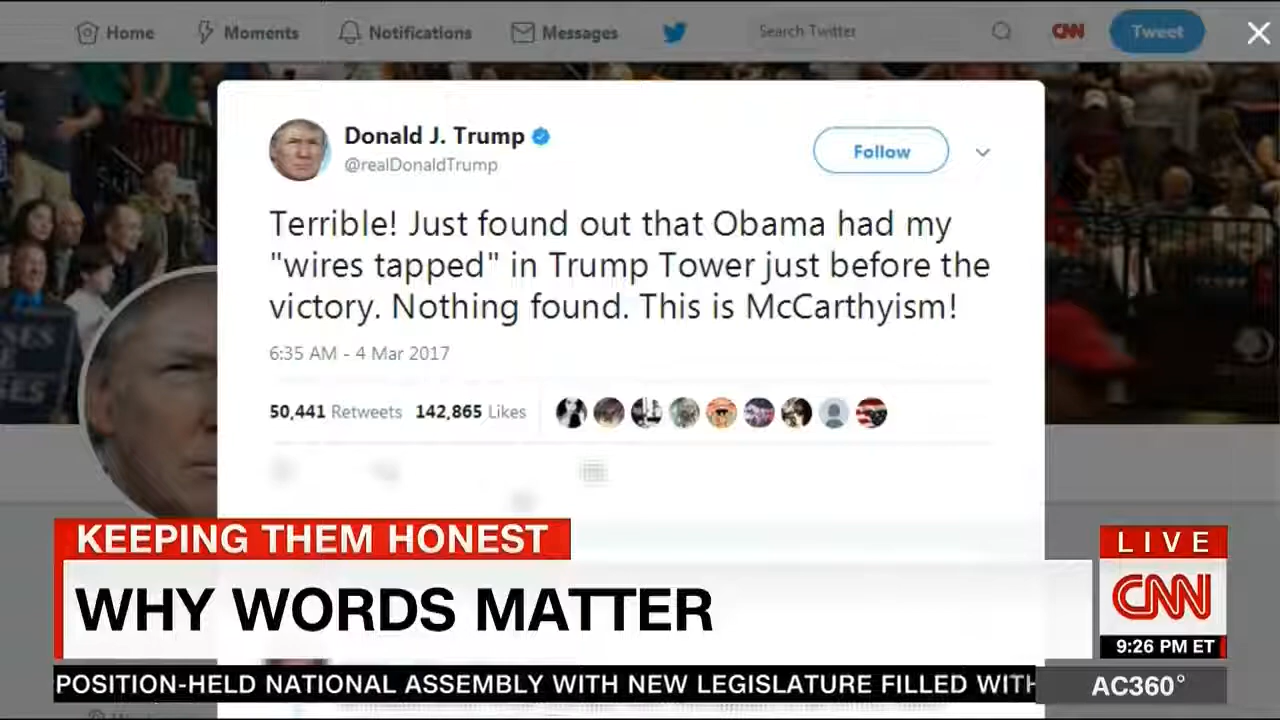 Home Moments Notifications Messages Search Twitter CNN Tweet
Donald J. Trump
@realDonaldTrump
Follow
Terrible! Just found out that Obama had my
"wires tapped" in Trump Tower just before the
victory. Nothing found. This is McCarthyism!
6:35 AM - 4 Mar 2017
50,441 Retweets 142,865 Likes
KEEPING THEM HONEST
WHY WORDS MATTER
LIVE
CNN
9:26 PM ET
POSITION-HELD NATIONAL ASSEMBLY WITH NEW LEGISLATURE FILLED WITH
AC360°